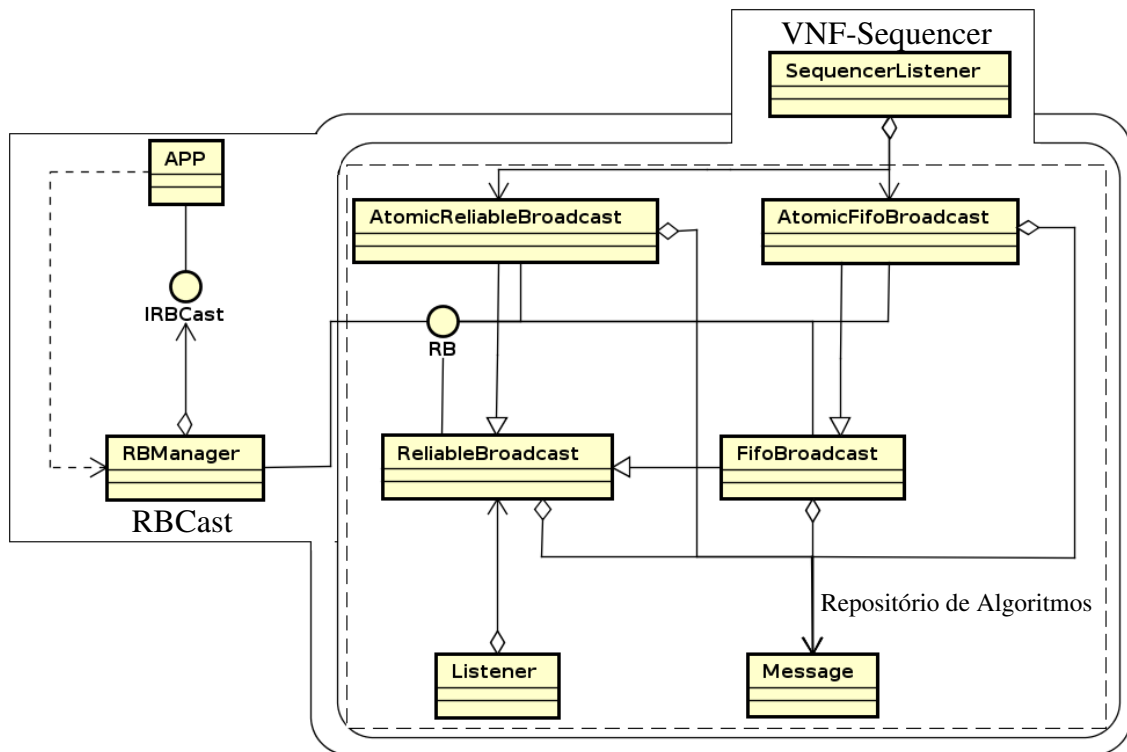 VNF-Sequencer
SequencerListener
APP
AtomicReliableBroadcast
AtomicFifoBroadcast
IRBCast
RB
RBManager
ReliableBroadcast
FifoBroadcast
RBCast
Repositório de Algoritmos
Listener
Message